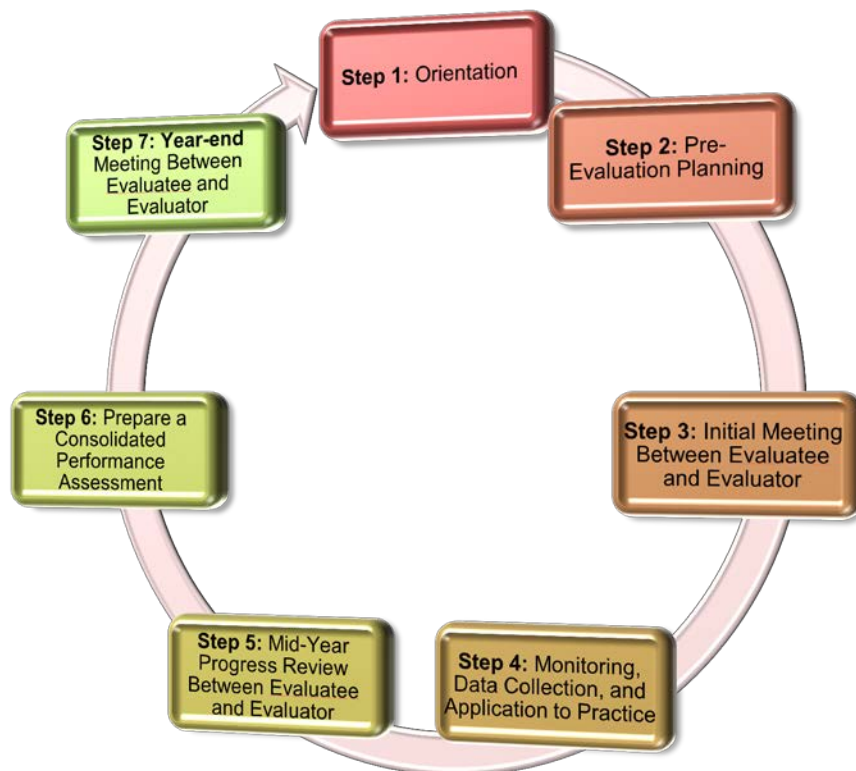 Step 1: Orientation
Step 2: Pre-
Evaluation Planning
Step 3: Initial Meeting
Between Evaluatee
and Evaluator
Step 4: Monitoring,
Data Collection, and
Application to Practice
Step 5: Mid-Year
Progress Review
Between Evaluatee
and Evaluator
Step 6: Prepare a
Consolidated
Performance
Assessment
Step 7: Year-end
Meeting Between
Evaluatee and
Evaluator